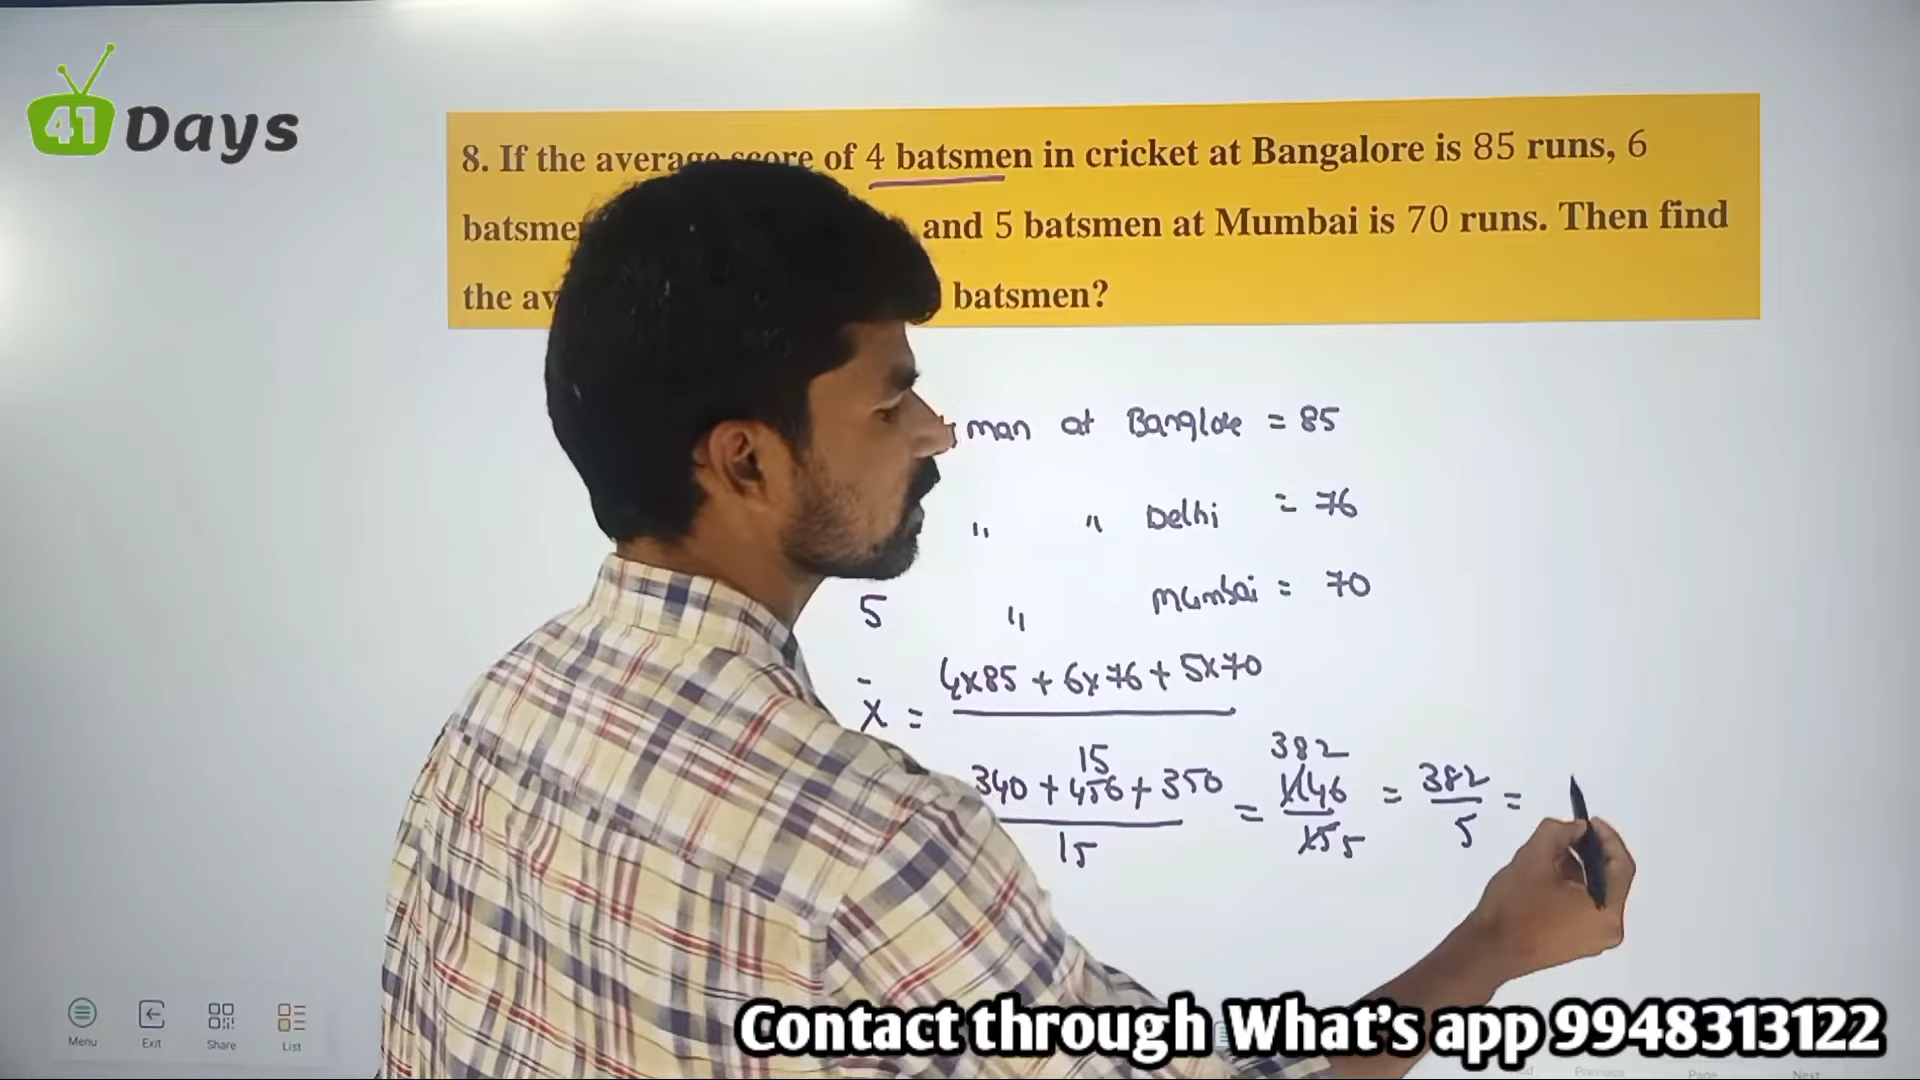 41 Days
8. If the average score of 4 batsmen in cricket at Bangalore is 85 runs, 6
and 5 batsmen at Mumbai is 70 runs. Then find
the batsmen?
man at Banglore = 85
" " Delhi = 76
5 " Mumbai = 70
x̄ = 4x85 + 6x76 + 5x70
15
340 + 456 + 350 = 1146 = 382 =
382
15 15 5 5
Menu Exit Share List
Contact through What's app 9948313122
Previous Page Next